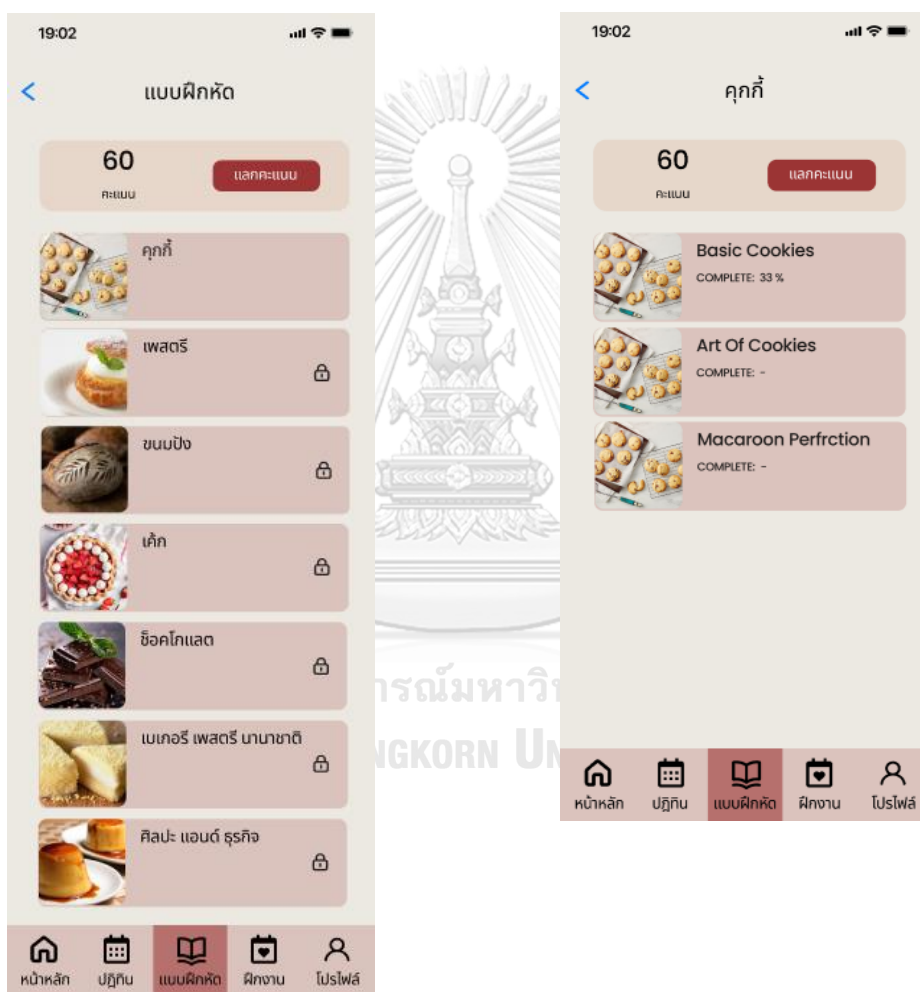 19:02
แบบฝึกหัด
60
คะแนน
แลกคะแนน
คุกกี้
เพสตรี
ขนมปัง
เค้ก
ช็อคโกแลต
เบเกอรี เพสตรี นานาชาติ
ศิลปะ แอนด์ ธุรกิจ
หน้าหลัก ปฏิทิน แบบฝึกหัด ฝึกงาน โปรไฟล์
19:02
คุกกี้
60
คะแนน
แลกคะแนน
Basic Cookies
COMPLETE: 33 %
Art Of Cookies
COMPLETE: -
Macaroon Perfrction
COMPLETE: -
หน้าหลัก ปฏิทิน แบบฝึกหัด ฝึกงาน โปรไฟล์